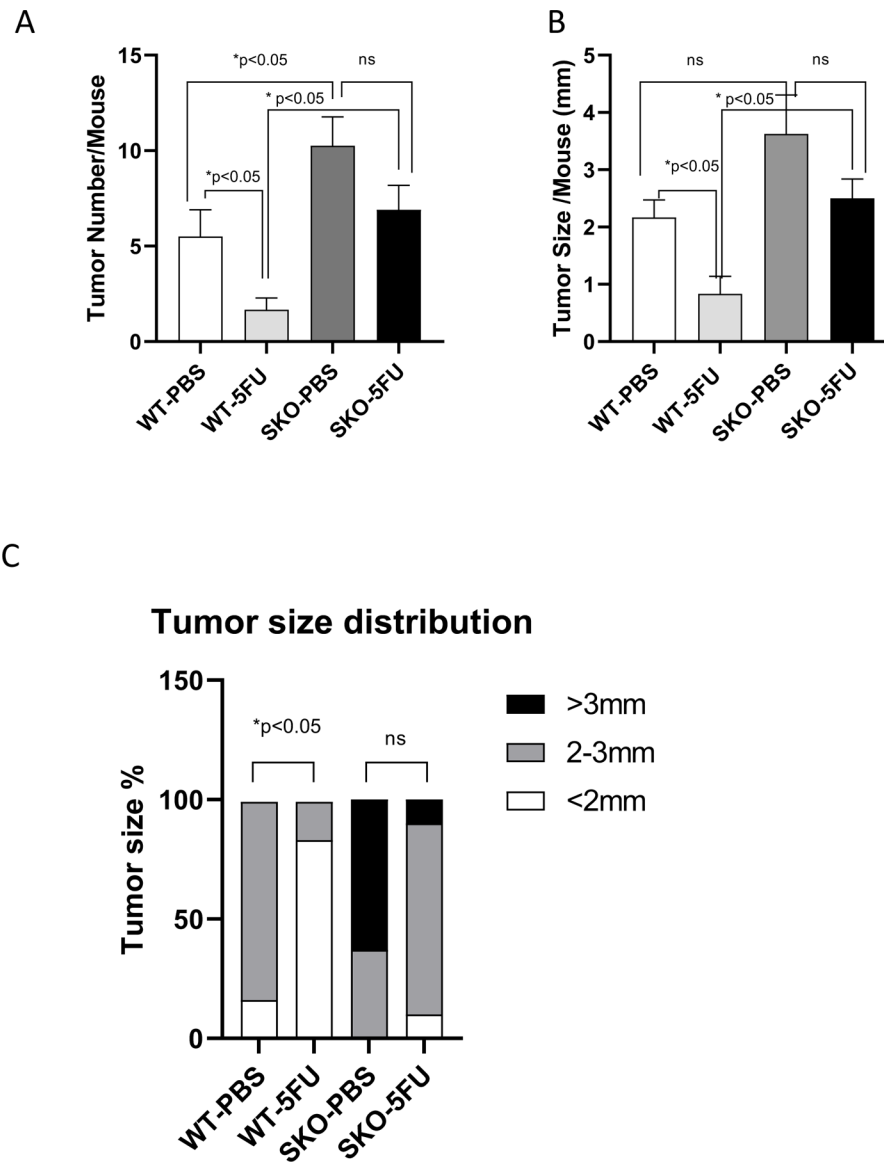 A
Tumor Number/Mouse
15
10
5
0
*p<0.05
ns
* p<0.05
*p<0.05
WT-PBS
WT-5FU
SKO-PBS
SKO-5FU
B
Tumor Size /Mouse (mm)
5
4
3
2
1
0
ns
ns
* p<0.05
*p<0.05
WT-PBS
WT-5FU
SKO-PBS
SKO-5FU
C
Tumor size distribution
Tumor size %
150
100
50
0
*p<0.05
ns
WT-PBS
WT-5FU
SKO-PBS
SKO-5FU
>3mm
2-3mm
<2mm